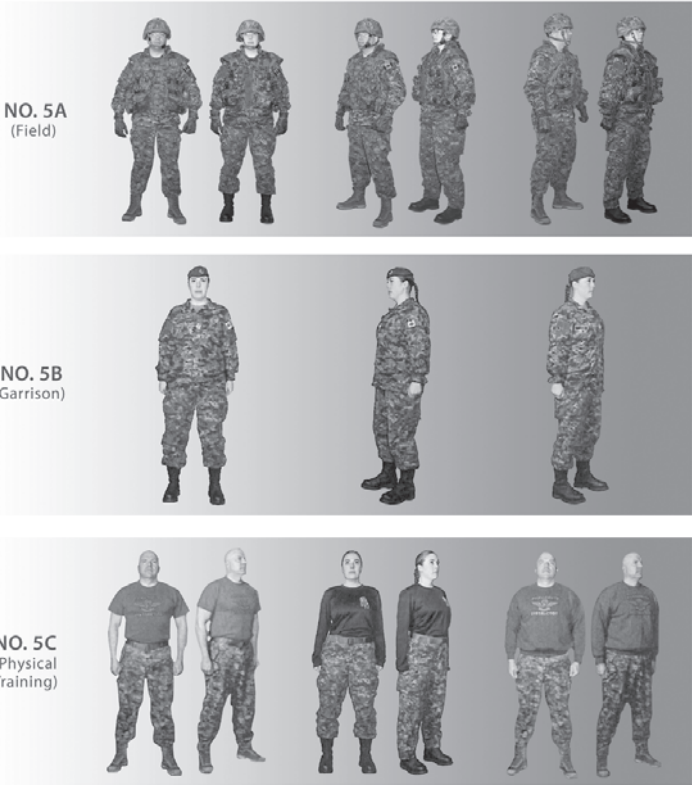 NO. 5A
(Field)
NO. 5B
Garrison)
NO. 5C
Physical
raining)